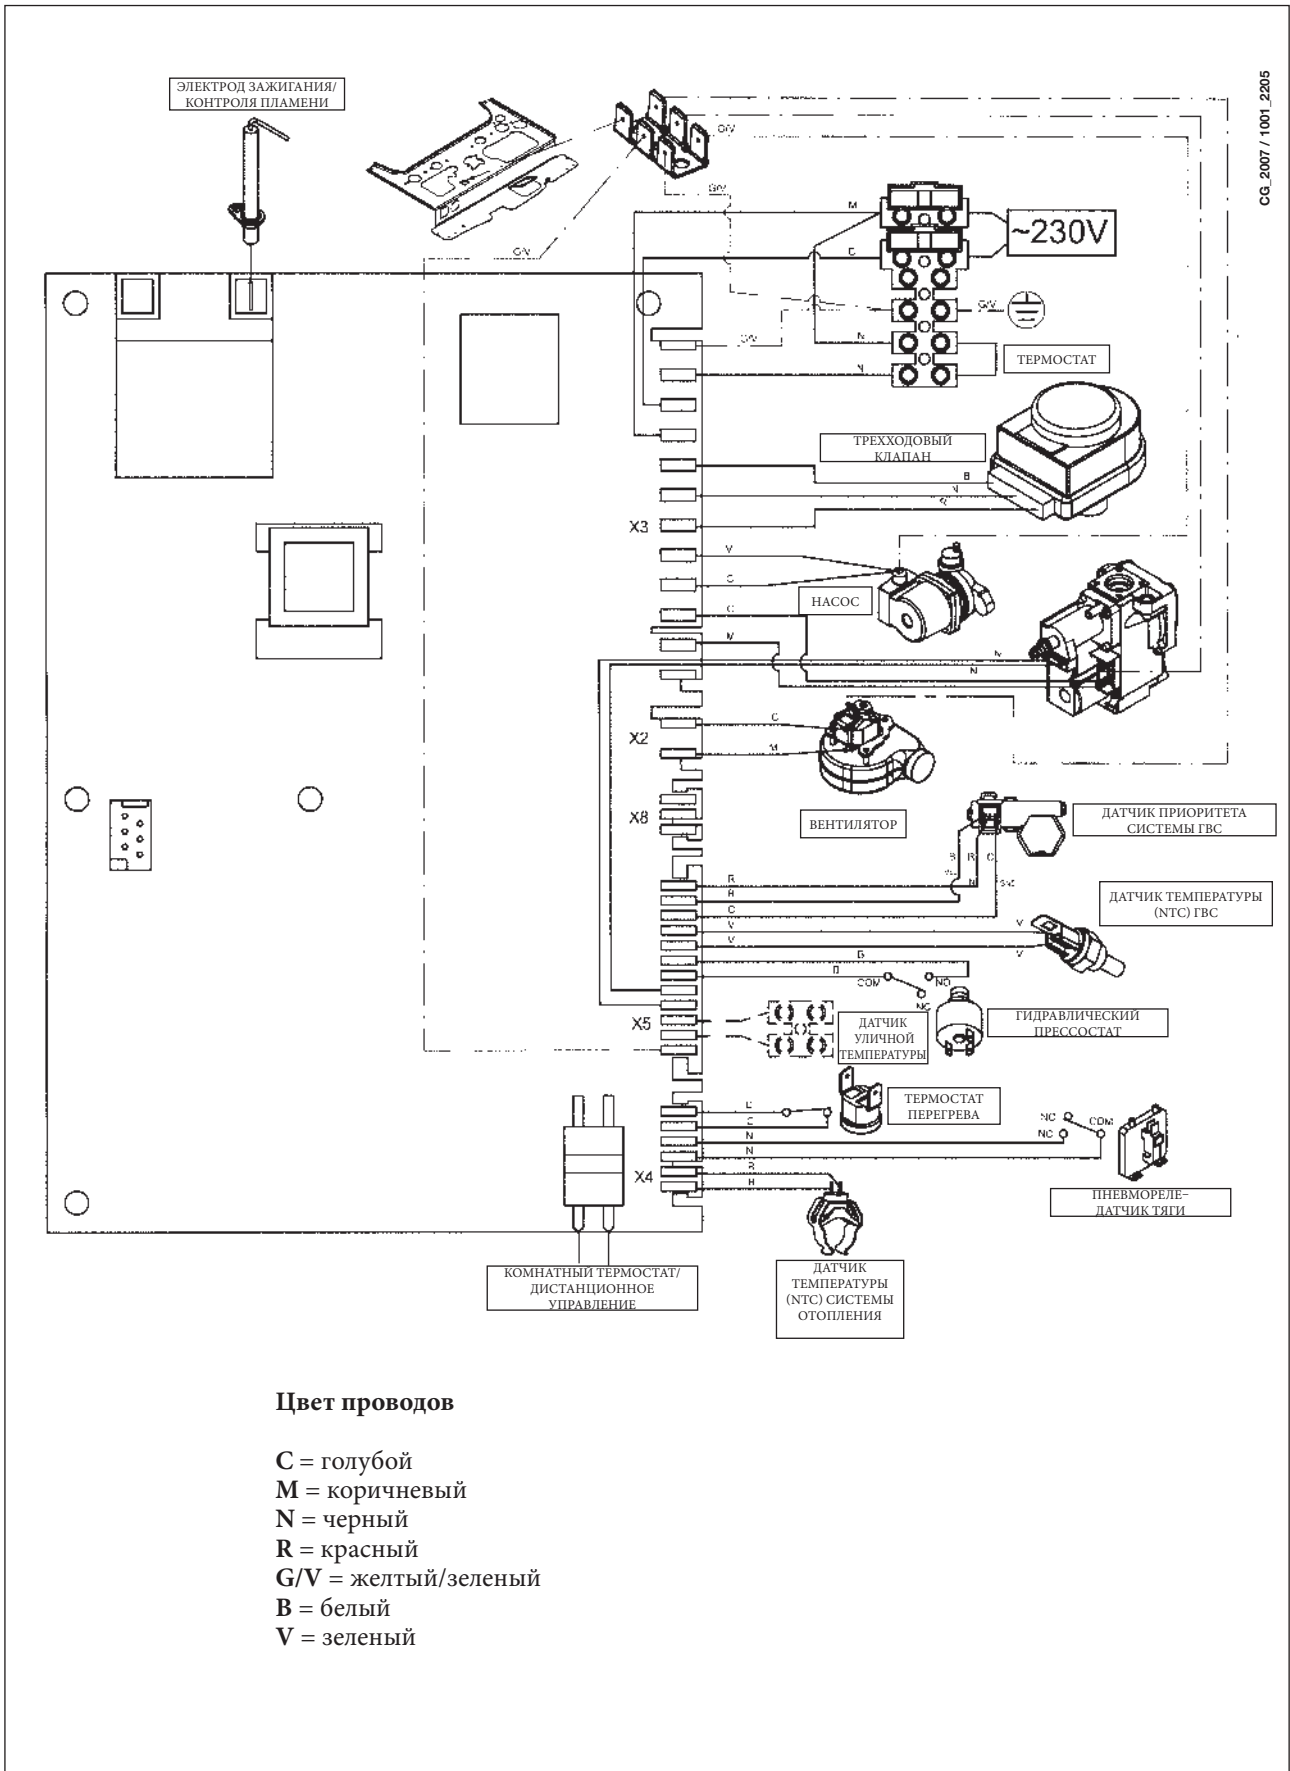 CG_2007 / 1001_2205
ЭЛЕКТРОД ЗАЖИГАНИЯ/
КОНТРОЛЯ ПЛАМЕНИ
G/V
G/V
G/V
M
~230V
C
G/V
G/V
N
ТЕРМОСТАТ
N
ТРЕХХОДОВЫЙ
КЛАПАН
B
N
R
X3
V
C
НАСОС
C
M
N
N
X2
C
M
ВЕНТИЛЯТОР
X8
ДАТЧИК ПРИОРИТЕТА
СИСТЕМЫ ГВС
B R C
R
N
C
V
V
V
V
ДАТЧИК ТЕМПЕРАТУРЫ
(NTC) ГВС
COM
NO
NC
ГИДРАВЛИЧЕСКИЙ
ПРЕССОСТАТ
X5
ДАТЧИК
УЛИЧНОЙ
ТЕМПЕРАТУРЫ
ТЕРМОСТАТ
ПЕРЕГРЕВА
C
N
N
NO
NC
COM
R
X4
ПНЕВМОРЕЛЕ-
ДАТЧИК ТЯГИ
КОМНАТНЫЙ ТЕРМОСТАТ/
ДИСТАНЦИОННОЕ
УПРАВЛЕНИЕ
ДАТЧИК
ТЕМПЕРАТУРЫ
(NTC) СИСТЕМЫ
ОТОПЛЕНИЯ
Цвет проводов
C = голубой
M = коричневый
N = черный
R = красный
G/V = желтый/зеленый
B = белый
V = зеленый